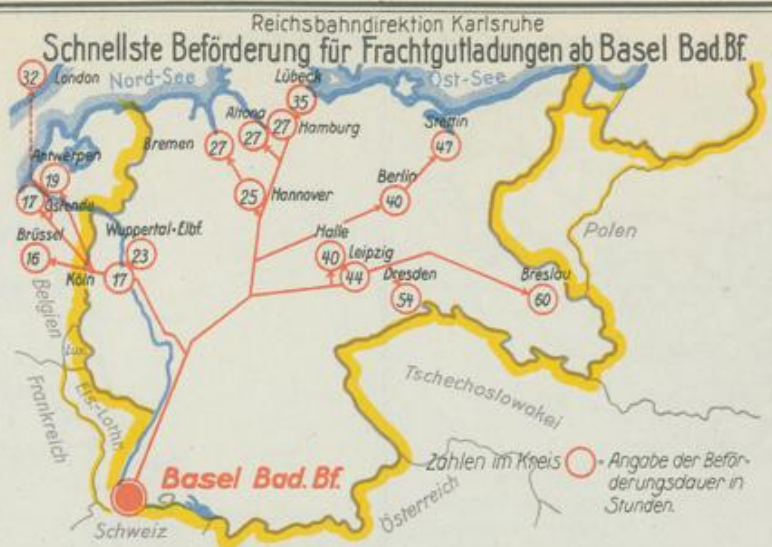 Reichsbahndirektion Karlsruhe
Schnellste Beförderung für Frachtgutladungen ab Basel Bad.Bf.
32
London
Nord-See
Lübeck
Ost-See
35
Altona
27
27
Hamburg
Bremen
27
Stettin
47
Antwerpen
19
17
Ostende
25
Hannover
Berlin
40
Brüssel
16
Wuppertal-Elbf.
23
Halle
40
Leipzig
44
Polen
Köln
17
Dresden
54
Breslau
60
Belgien
Lux.
Frankreich
Els.-Lothr.
Tschechoslowakei
Basel Bad. Bf.
Schweiz
Österreich
Zahlen im Kreis = Angabe der Beför-
derungsdauer in
Stunden.